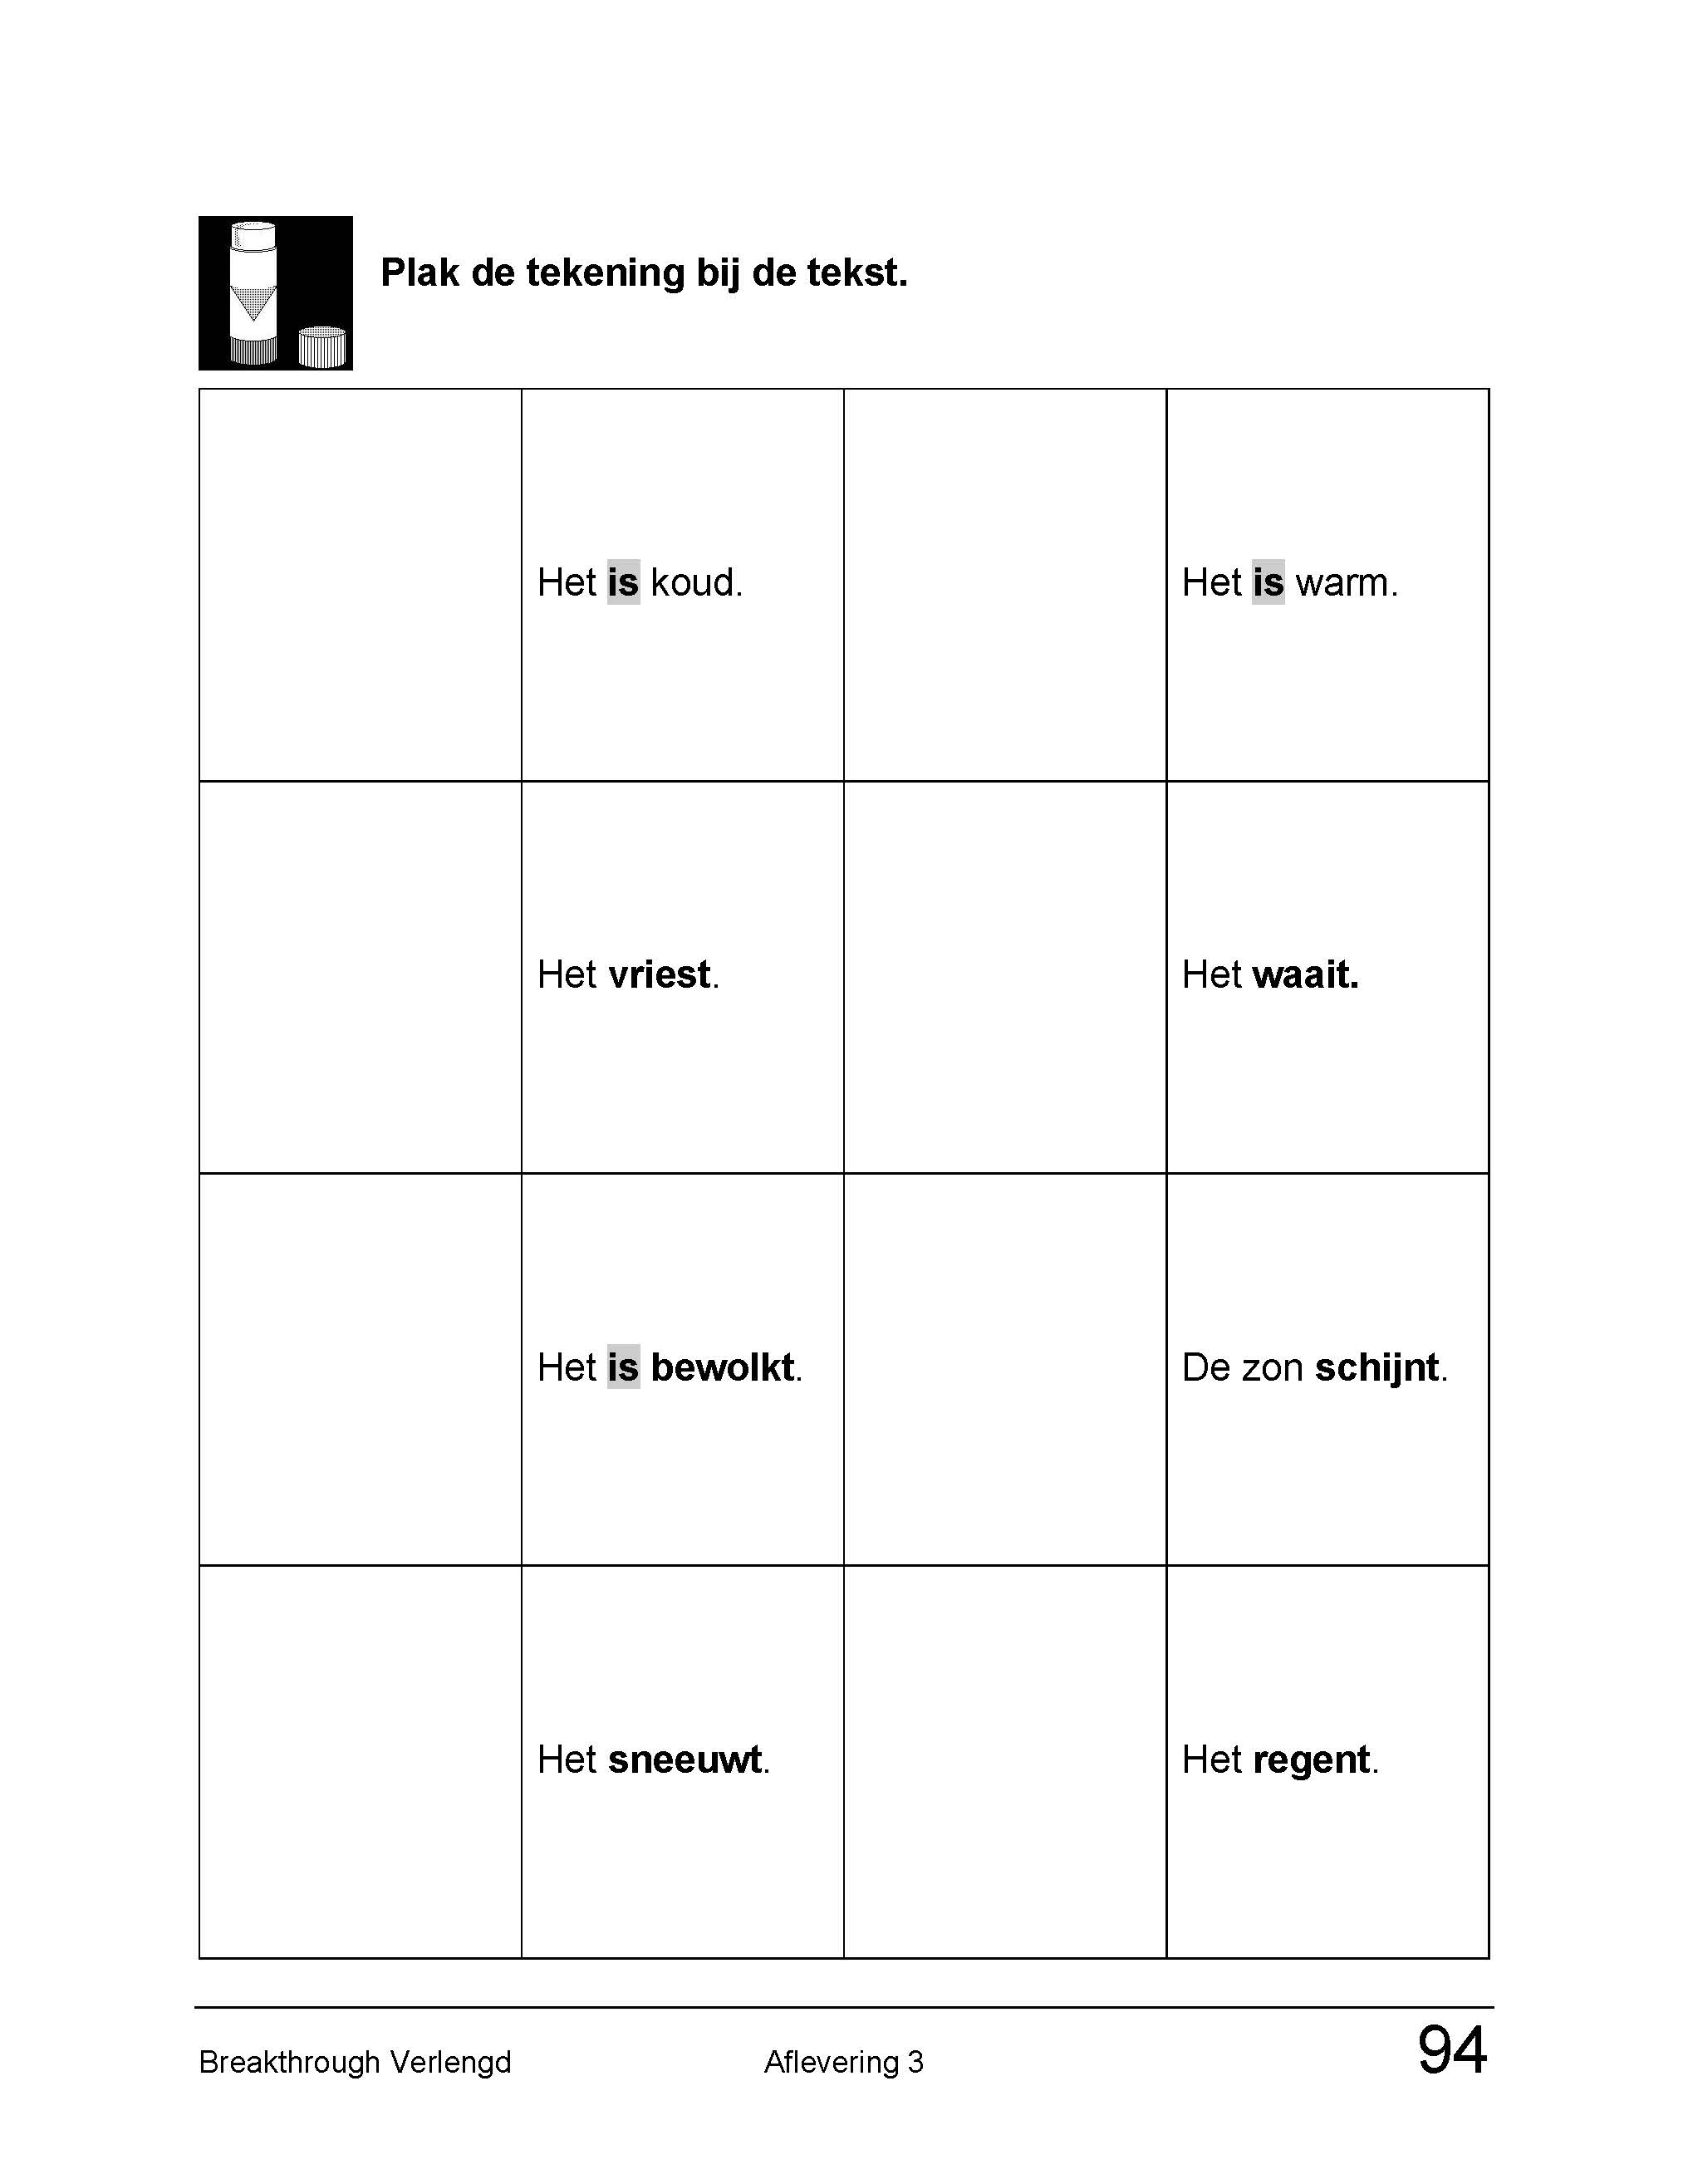 Plak de tekening bij de tekst.
Het is koud.
Het is warm.
Het vriest.
Het waait.
Het is bewolkt.
De zon schijnt.
Het sneeuwt.
Het regent.
Breakthrough Verlengd
Aflevering 3
94